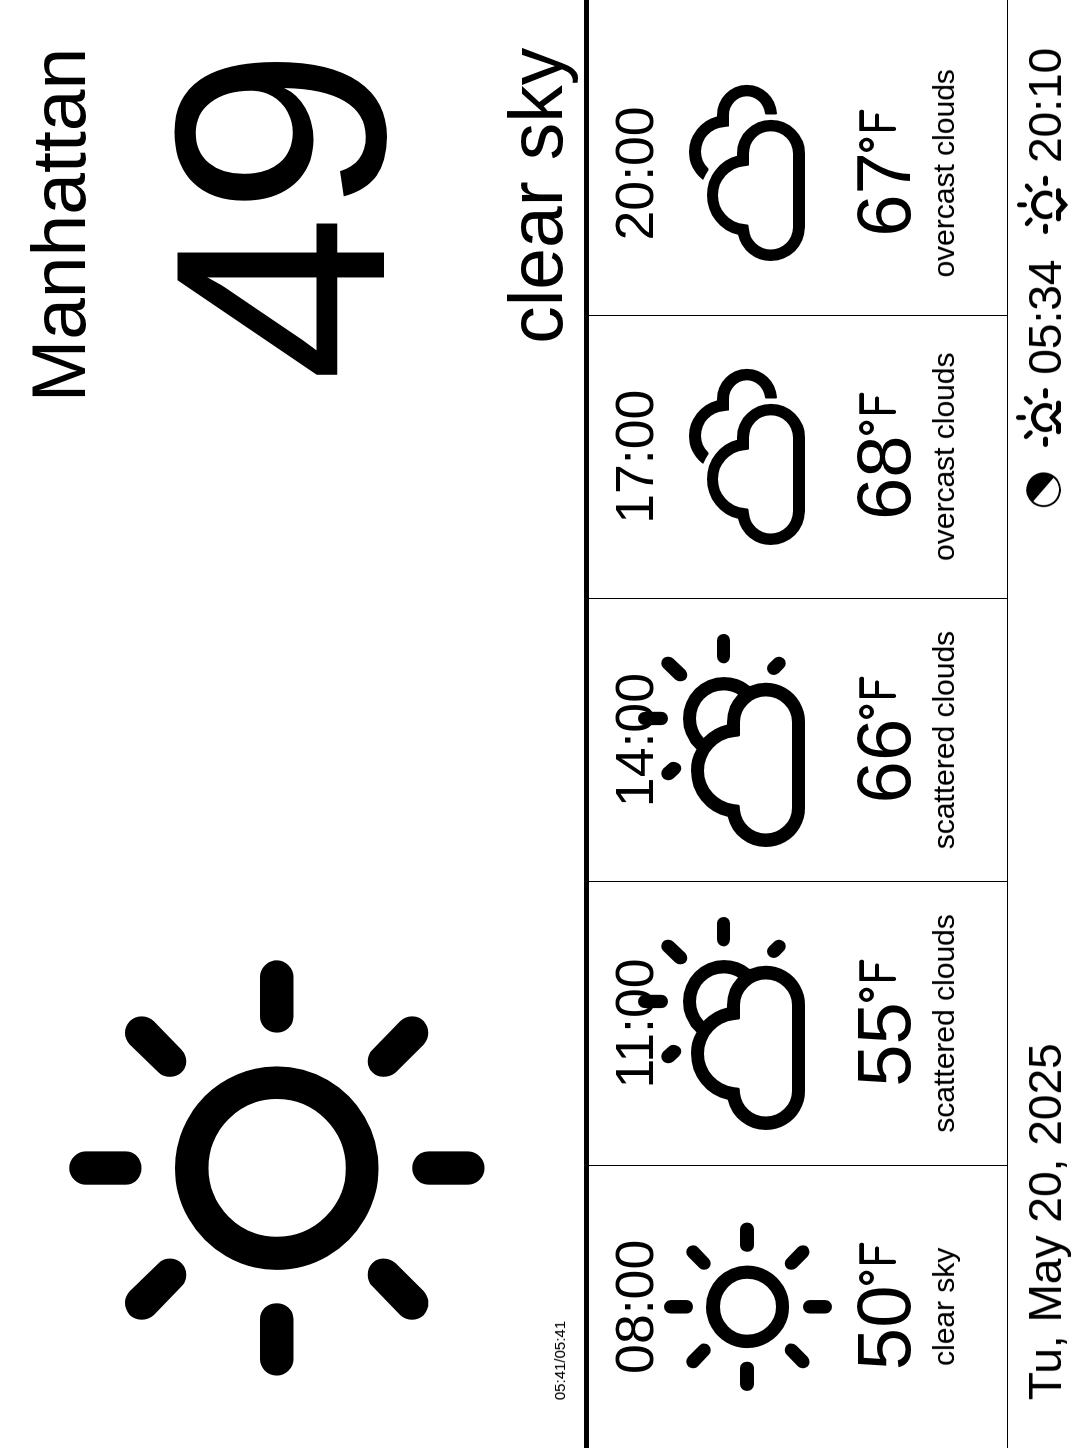 Manhattan
49
clear sky
05:41/05:41
08:00 11:00 14:00 17:00 20:00
50°F 55°F 66°F 68°F 67°F
clear sky scattered clouds scattered clouds overcast clouds overcast clouds
Tu, May 20, 2025 05:34 20:10